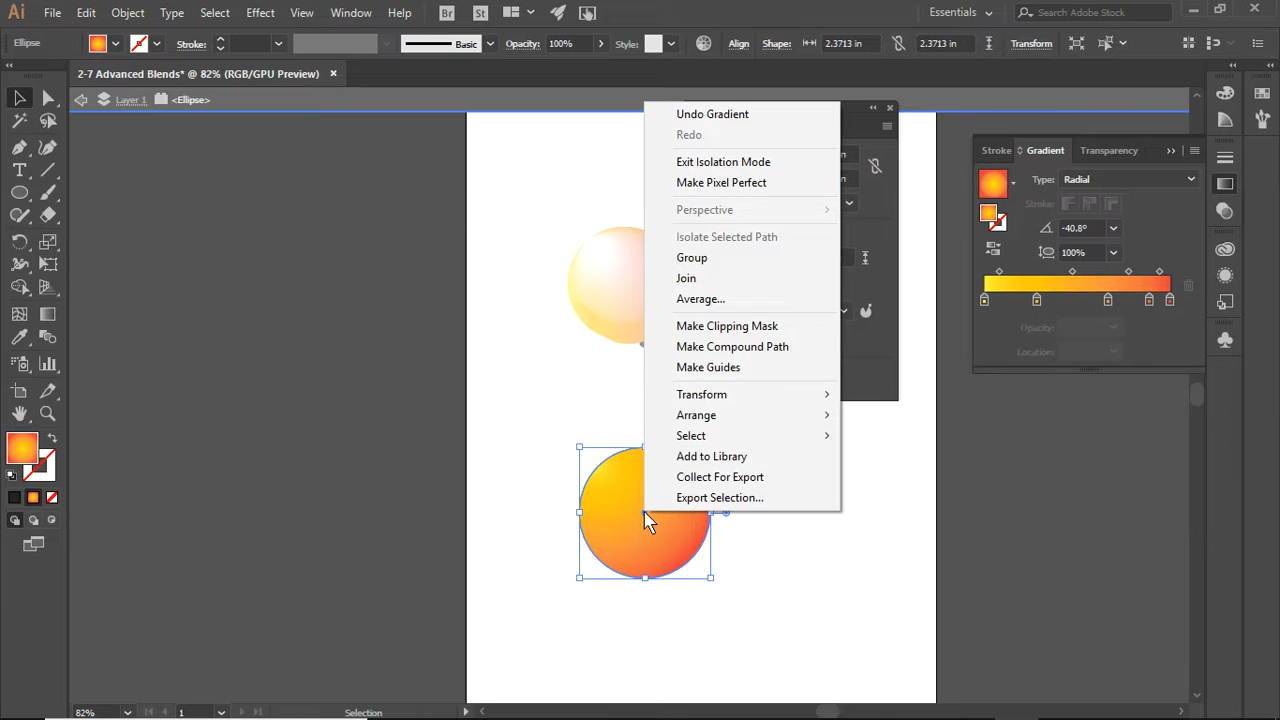 Ai File Edit Object Type Select Effect View Window Help Br St Essentials Search Adobe Stock
Ellipse Stroke: Basic Opacity: 100% Style: Align Shape: 2.3713 in 2.3713 in Transform
2-7 Advanced Blends* @ 82% (RGB/GPU Preview)
Layer 1 <Ellipse>
Undo Gradient
Redo
Exit Isolation Mode
Make Pixel Perfect
Perspective
Isolate Selected Path
Group
Join
Average...
Make Clipping Mask
Make Compound Path
Make Guides
Transform
Arrange
Select
Add to Library
Collect For Export
Export Selection...
Stroke Gradient Transparency
Type: Radial
Stroke:
-40.8°
100%
Opacity:
Location:
82% 1 Selection